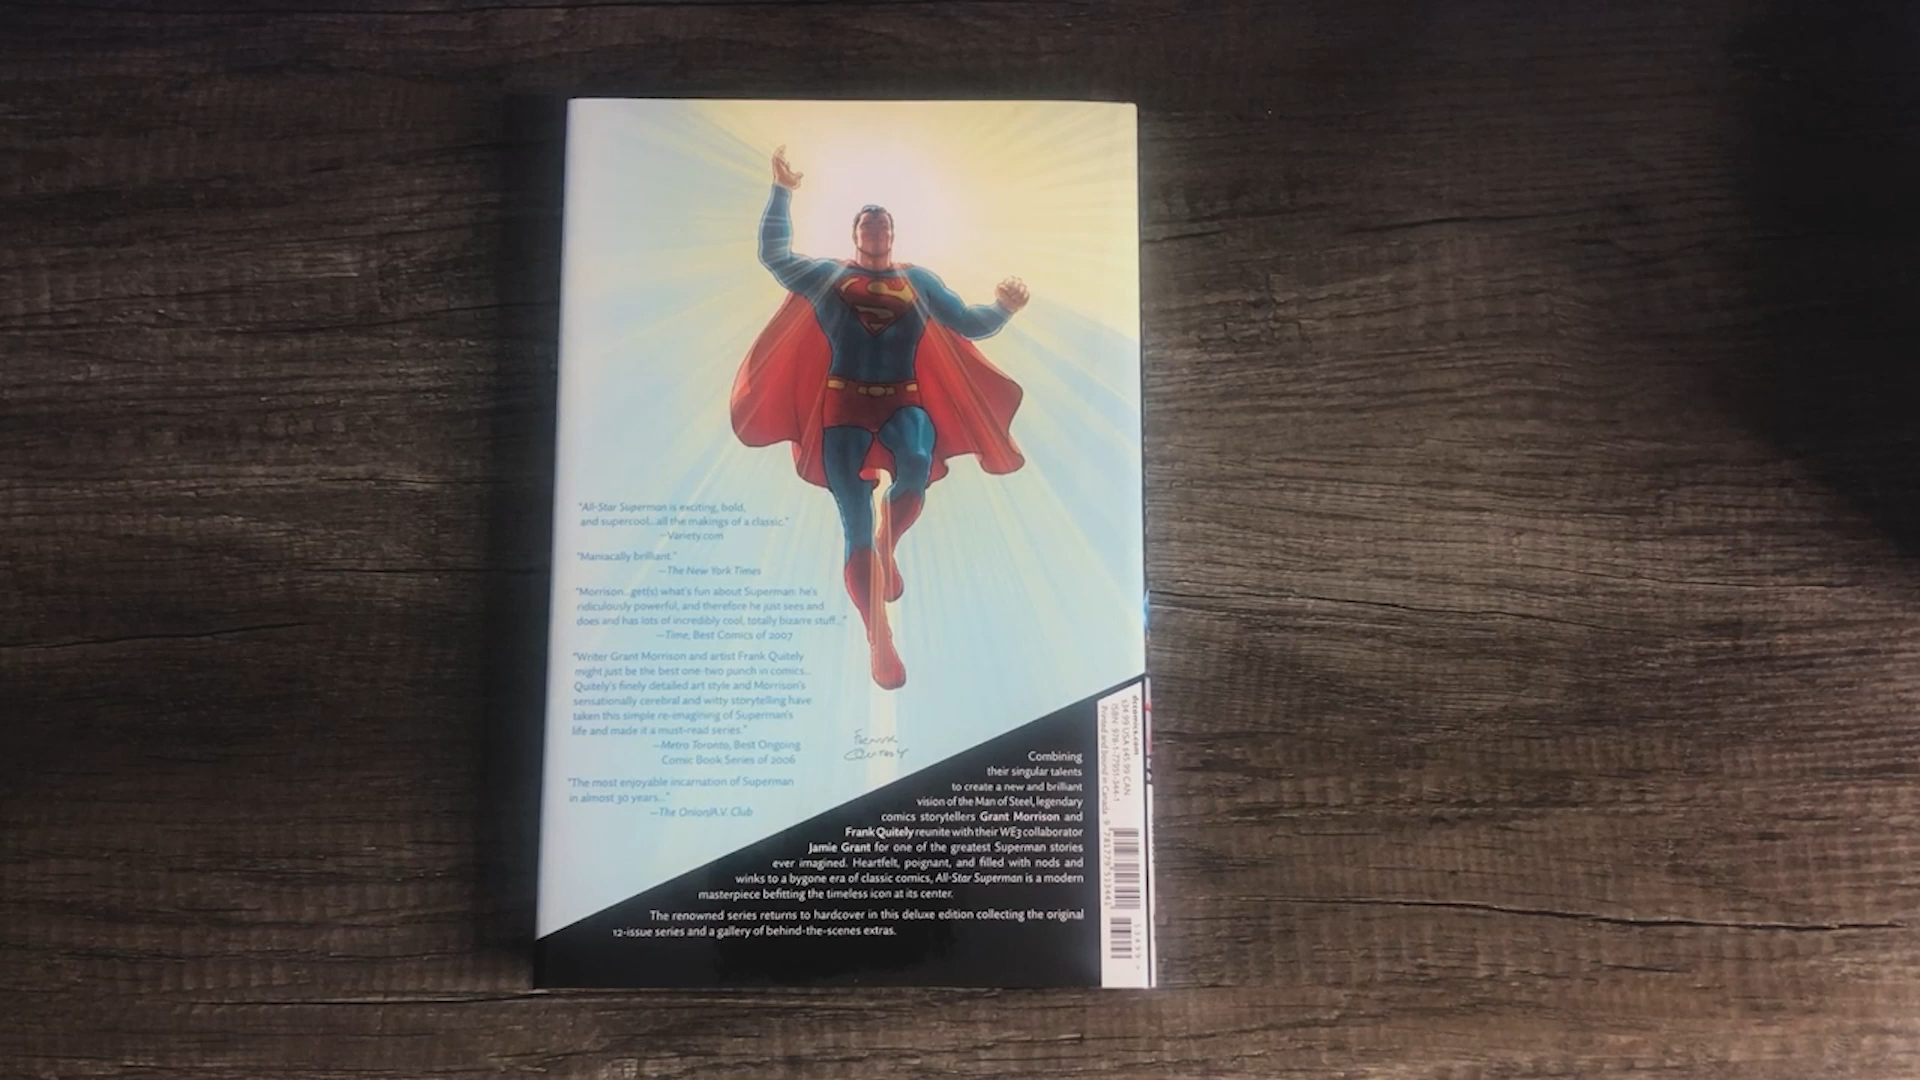 "All-Star Superman is exciting, bold,
and supercool...all the makings of a classic."
—Variety.com
"Maniacally brilliant."
—The New York Times
"Morrison...get(s) what's fun about Superman: he's
ridiculously powerful, and therefore he just sees and
does and has lots of incredibly cool, totally bizarre stuff..."
—Time, Best Comics of 2007
"Writer Grant Morrison and artist Frank Quitely
might just be the best one-two punch in comics...
Quitely's finely detailed art style and Morrison's
sensationally cerebral and witty storytelling have
taken this simple re-imagining of Superman's
life and made it a must-read series."
—Metro Toronto, Best Ongoing
Comic Book Series of 2006
"The most enjoyable incarnation of Superman
in almost 30 years..."
—The Onion/A.V. Club
FRANK
QUITELY
Combining
their singular talents
to create a new and brilliant
vision of the Man of Steel, legendary
comics storytellers Grant Morrison and
Frank Quitely reunite with their WE3 collaborator
Jamie Grant for one of the greatest Superman stories
ever imagined. Heartfelt, poignant, and filled with nods and
winks to a bygone era of classic comics, All-Star Superman is a modern
masterpiece befitting the timeless icon at its center.
The renowned series returns to hardcover in this deluxe edition collecting the original
12-issue series and a gallery of behind-the-scenes extras.
dccomics.com
$34.99 USA $45.99 CAN
ISBN: 978-1-77951-344-1
Printed and bound in Canada.
9 781779 513441
53499 >